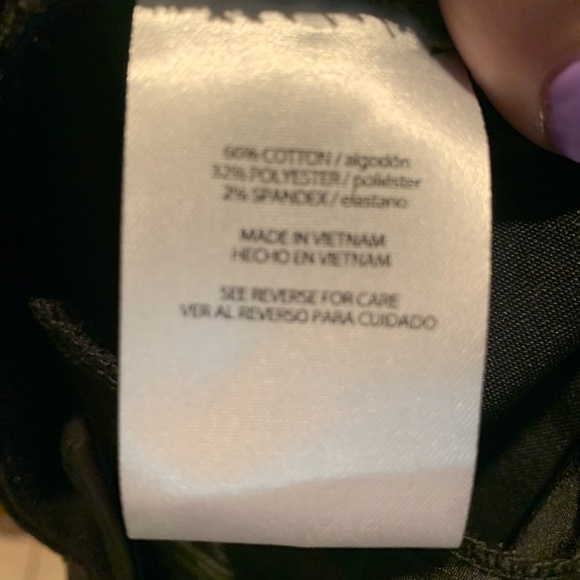 66% COTTON / algodón
32% POLYESTER / poliéster
2% SPANDEX / elastano
MADE IN VIETNAM
HECHO EN VIETNAM
SEE REVERSE FOR CARE
VER AL REVERSO PARA CUIDADO